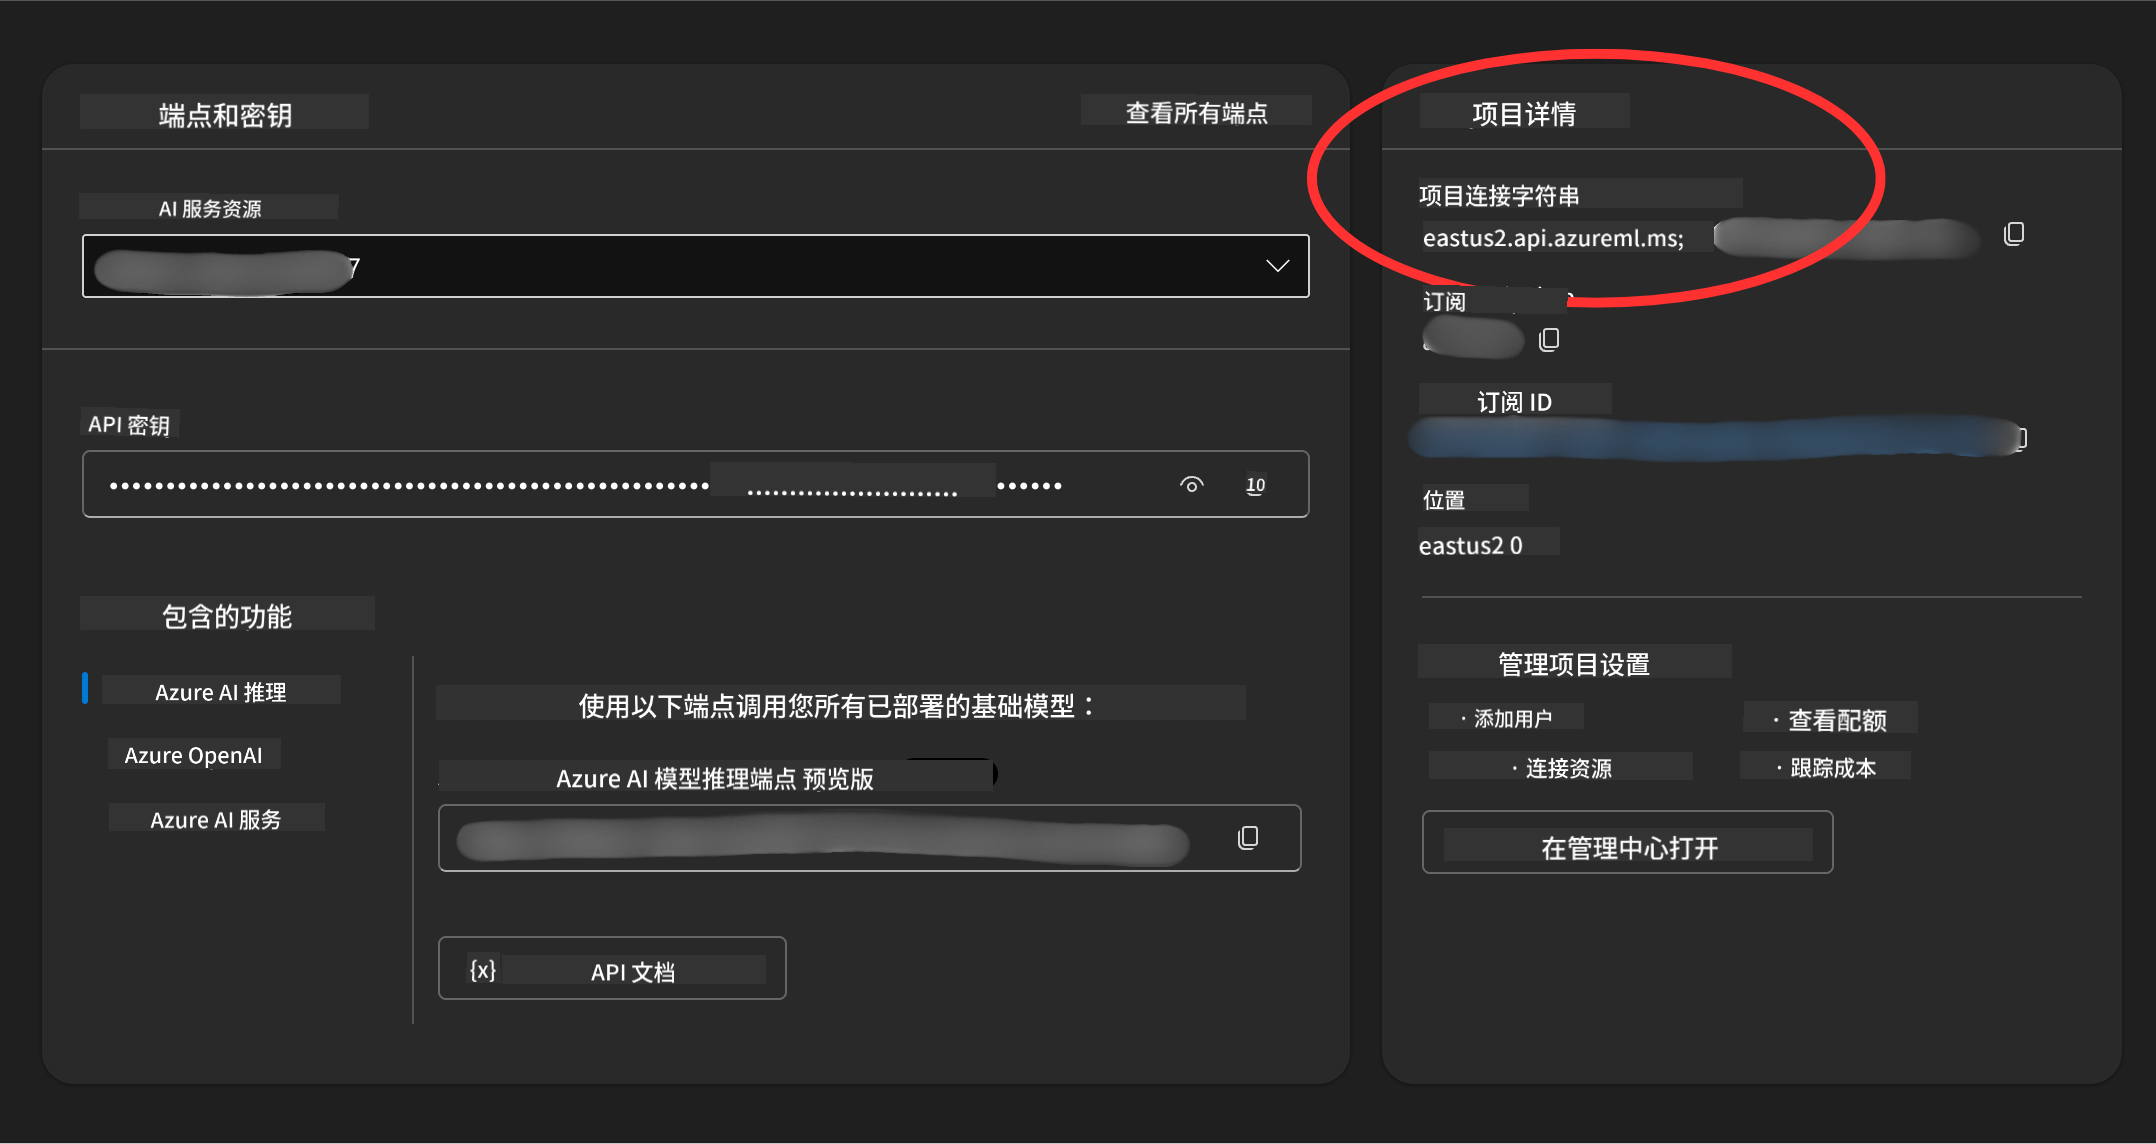 端点和密钥
查看所有端点
AI 服务资源
7
API 密钥
包含的功能
Azure AI 推理
Azure OpenAI
Azure AI 服务
使用以下端点调用您所有已部署的基础模型：
Azure AI 模型推理端点 预览版
{x} API 文档
项目详情
项目连接字符串
eastus2.api.azureml.ms;
订阅
订阅 ID
位置
eastus2 0
管理项目设置
· 添加用户
· 查看配额
· 连接资源
· 跟踪成本
在管理中心打开